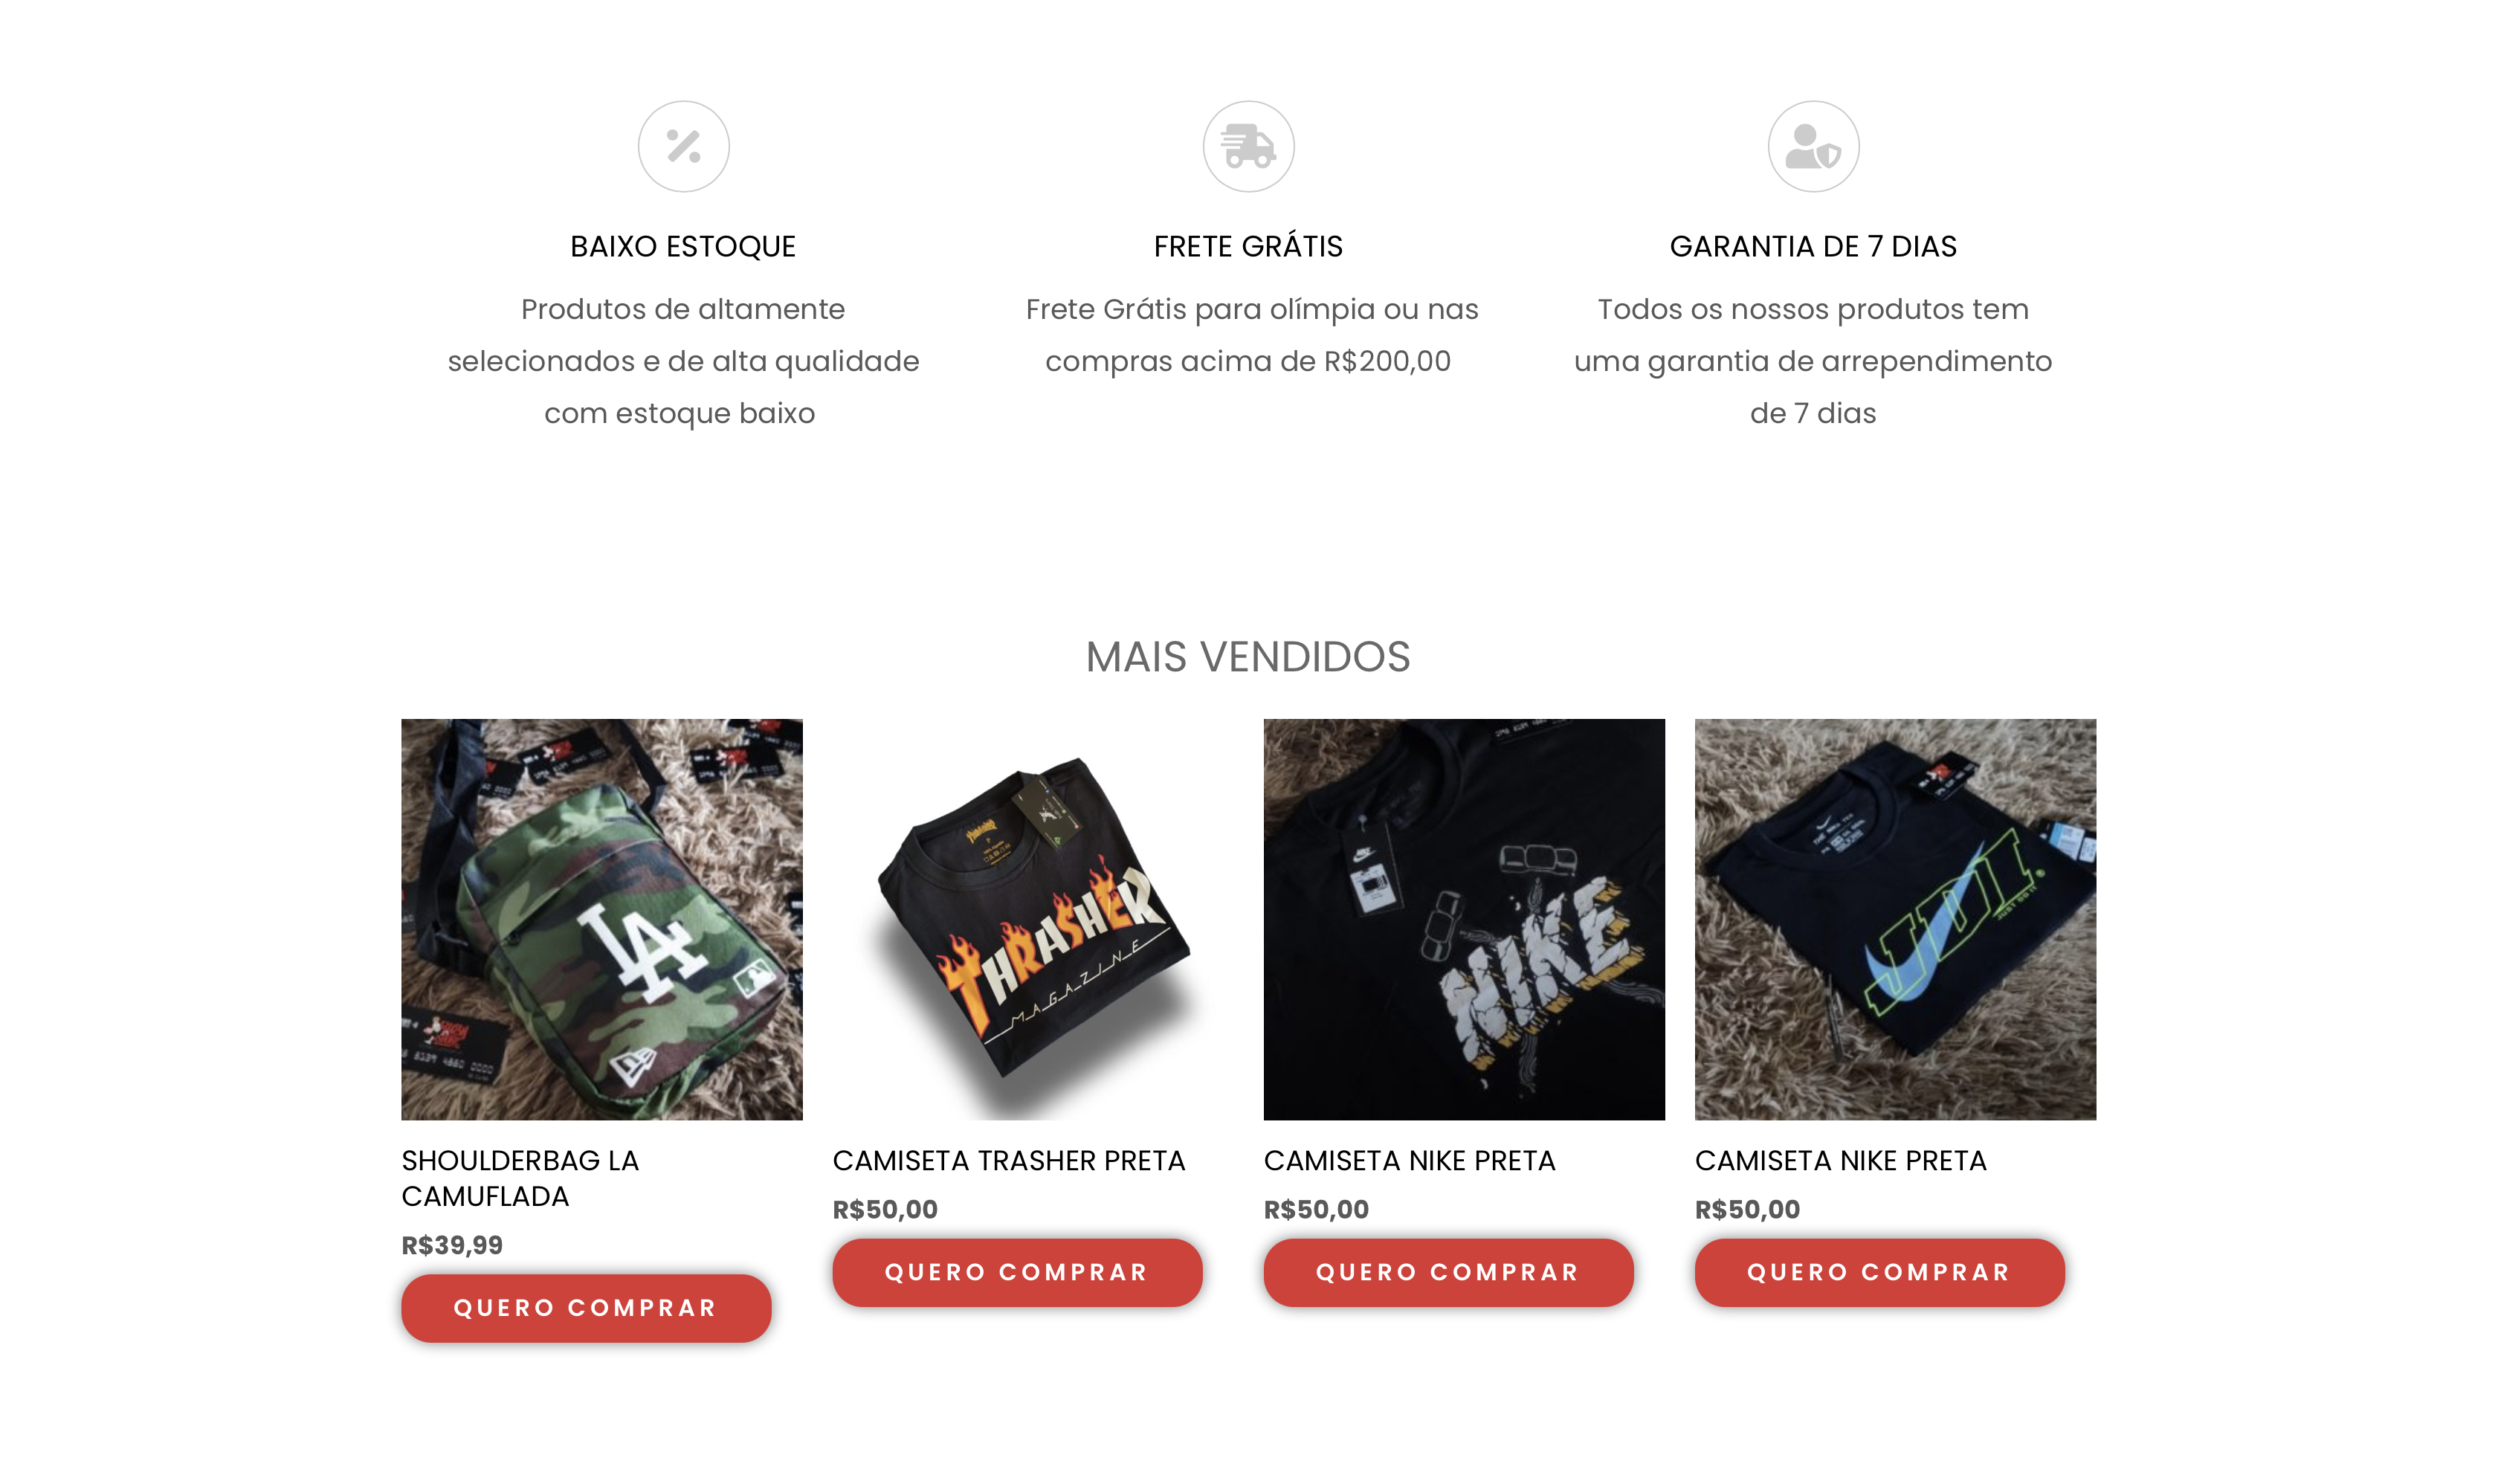 BAIXO ESTOQUE
Produtos de altamente
selecionados e de alta qualidade
com estoque baixo
FRETE GRÁTIS
Frete Grátis para olímpia ou nas
compras acima de R$200,00
GARANTIA DE 7 DIAS
Todos os nossos produtos tem
uma garantia de arrependimento
de 7 dias
MAIS VENDIDOS
LA
THRASHER
MAGAZINE
NIKE
JDI
JUST DO IT
SHOULDERBAG LA
CAMUFLADA
R$39,99
QUERO COMPRAR
CAMISETA TRASHER PRETA
R$50,00
QUERO COMPRAR
CAMISETA NIKE PRETA
R$50,00
QUERO COMPRAR
CAMISETA NIKE PRETA
R$50,00
QUERO COMPRAR